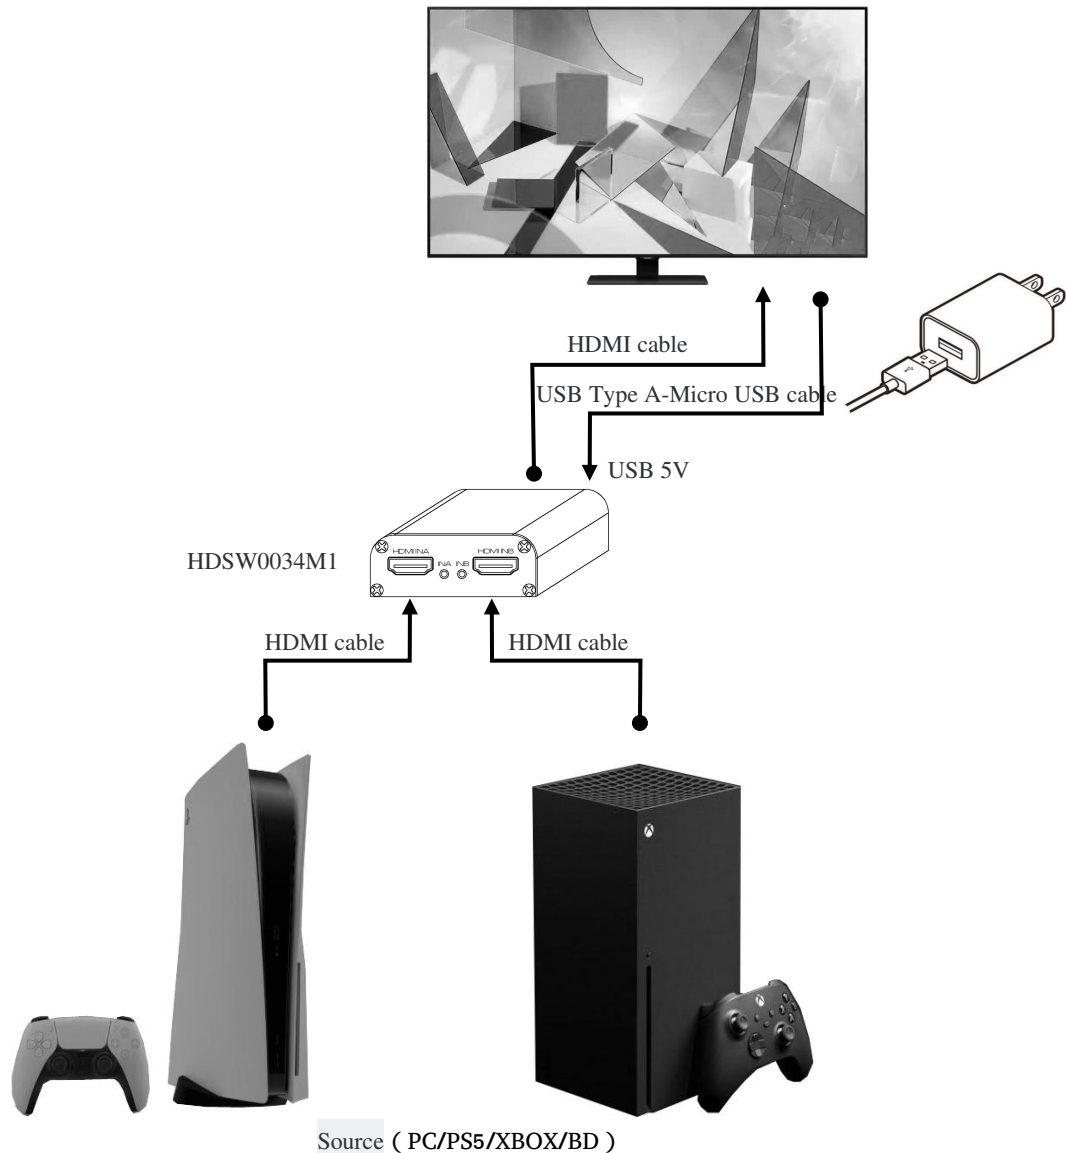 HDMI cable
USB Type A-Micro USB cable
USB 5V
HDSW0034M1
HDMI INA
INA INB
HDMI INB
HDMI cable
HDMI cable
Source ( PC/PS5/XBOX/BD )